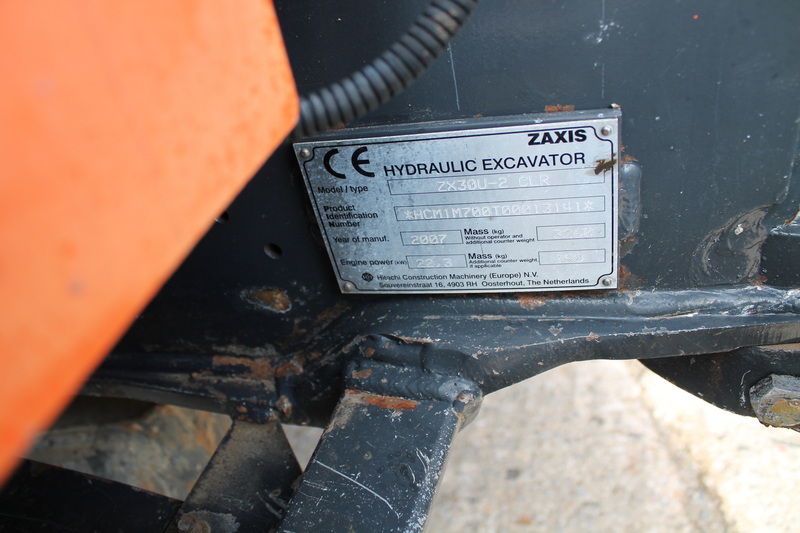 ZAXIS
CE HYDRAULIC EXCAVATOR
Model / type ZX30U-2 CLR
Product Identification Number *HCM1M700T00013141*
Year of manuf. 2007 Mass (kg) Without operator and additional counter weight
Engine power (kW) 22.3 Mass (kg) Additional counter weight if applicable
Hitachi Construction Machinery (Europe) N.V.
Souvereinstraat 16, 4903 RH Oosterhout, The Netherlands